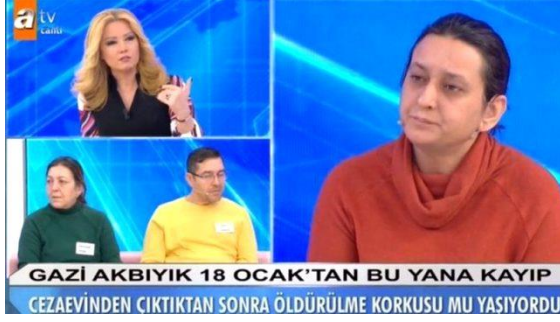 atv
canlı
GAZİ AKBIYIK 18 OCAK'TAN BU YANA KAYIP
CEZAEVİNDEN ÇIKTIKTAN SONRA ÖLDÜRÜLME KORKUSU MU YAŞIYORDU